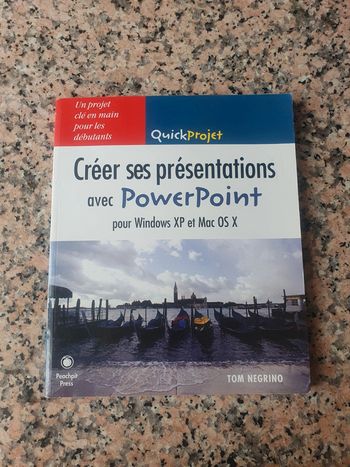 Un projet
clé en main
pour les
débutants
QuickProjet
Créer ses présentations
avec PowerPoint
pour Windows XP et Mac OS X
Peachpit
Press
TOM NEGRINO